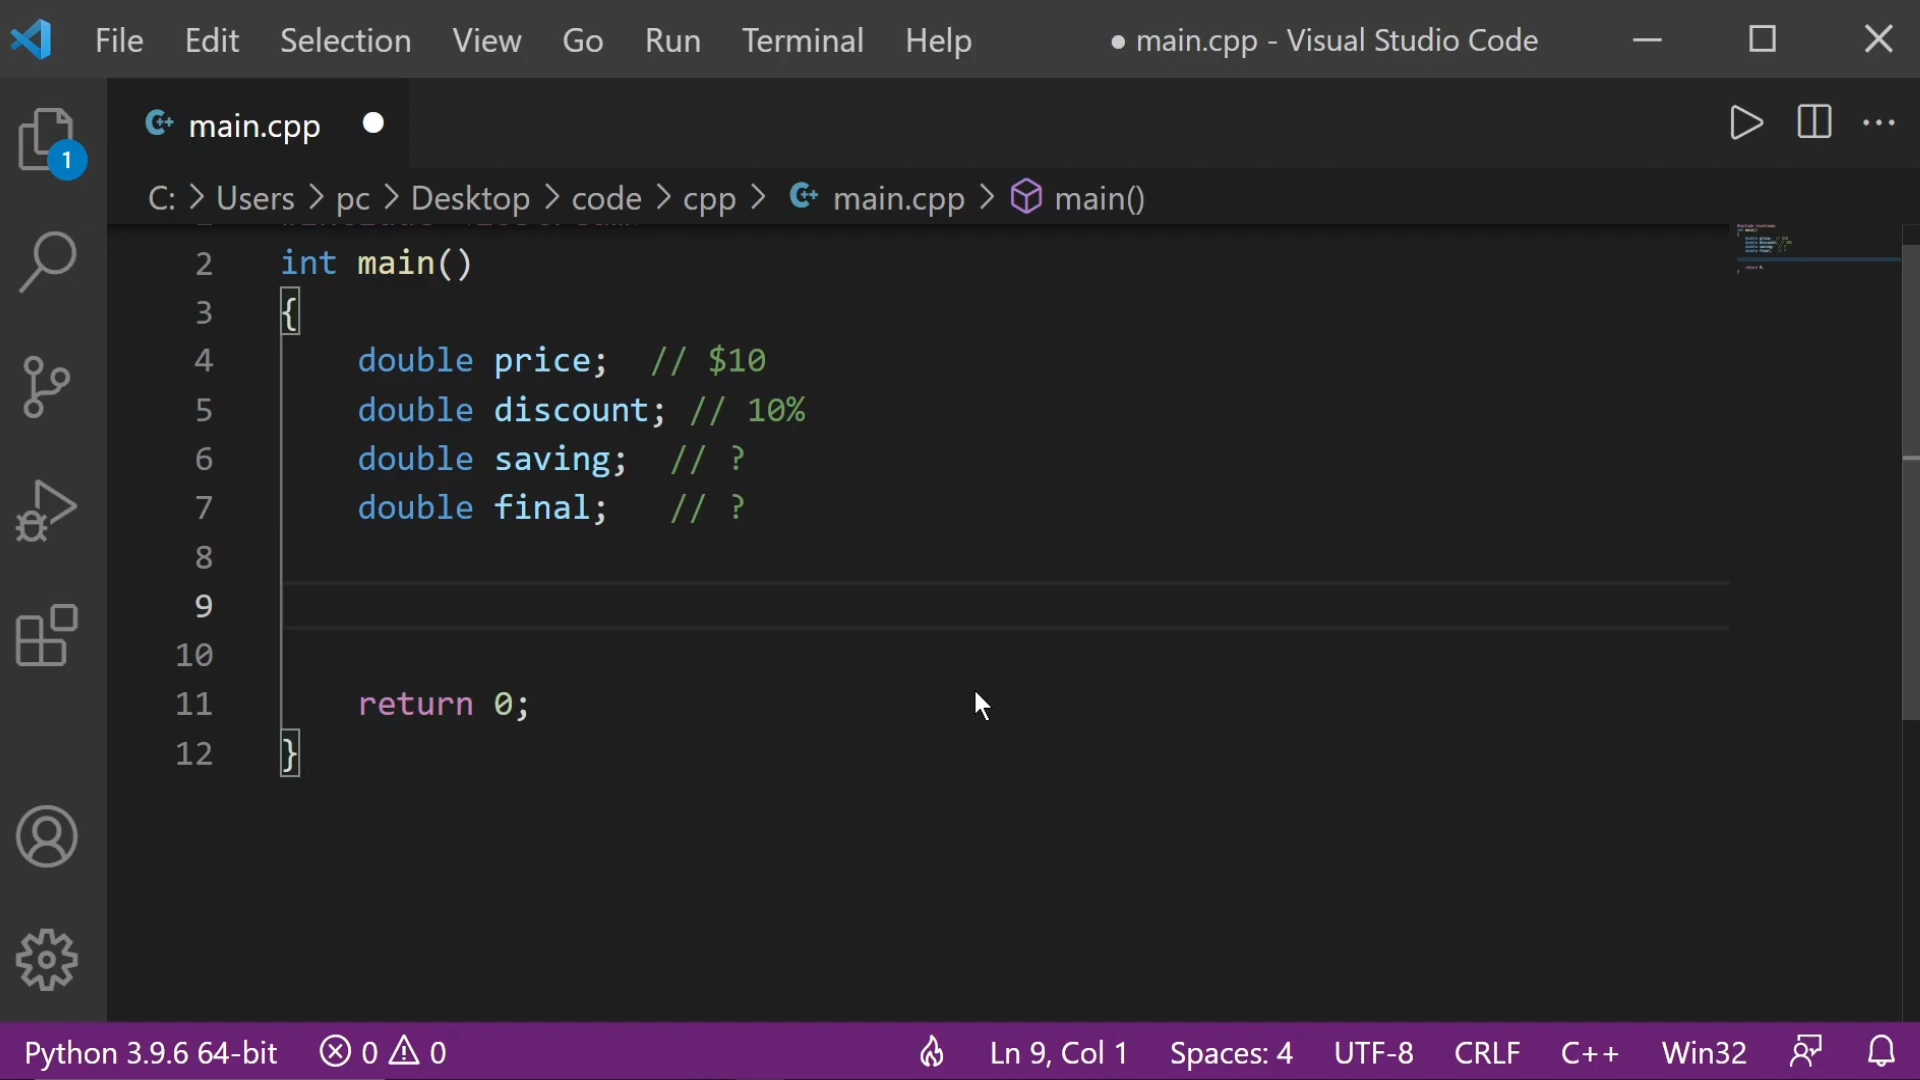 File Edit Selection View Go Run Terminal Help ● main.cpp - Visual Studio Code
main.cpp
1
C: > Users > pc > Desktop > code > cpp > main.cpp > main()
2 int main()
3 {
4 double price; // $10
5 double discount; // 10%
6 double saving; // ?
7 double final; // ?
8
9
10
11 return 0;
12 }
Python 3.9.6 64-bit 0 0 Ln 9, Col 1 Spaces: 4 UTF-8 CRLF C++ Win32